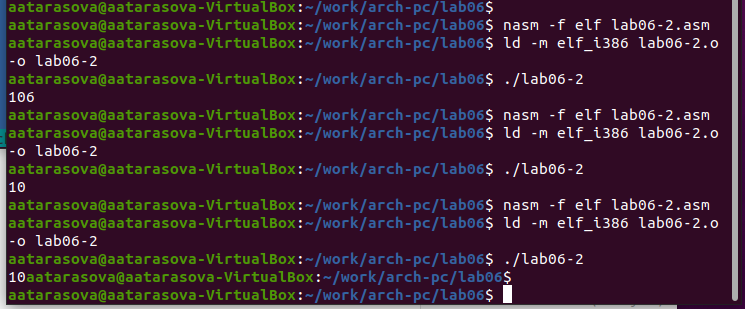 aatarasova@aatarasova-VirtualBox:~/work/arch-pc/lab06$
aatarasova@aatarasova-VirtualBox:~/work/arch-pc/lab06$ nasm -f elf lab06-2.asm
aatarasova@aatarasova-VirtualBox:~/work/arch-pc/lab06$ ld -m elf_i386 lab06-2.o
-o lab06-2
aatarasova@aatarasova-VirtualBox:~/work/arch-pc/lab06$ ./lab06-2
106
aatarasova@aatarasova-VirtualBox:~/work/arch-pc/lab06$ nasm -f elf lab06-2.asm
aatarasova@aatarasova-VirtualBox:~/work/arch-pc/lab06$ ld -m elf_i386 lab06-2.o
-o lab06-2
aatarasova@aatarasova-VirtualBox:~/work/arch-pc/lab06$ ./lab06-2
10
aatarasova@aatarasova-VirtualBox:~/work/arch-pc/lab06$ nasm -f elf lab06-2.asm
aatarasova@aatarasova-VirtualBox:~/work/arch-pc/lab06$ ld -m elf_i386 lab06-2.o
-o lab06-2
aatarasova@aatarasova-VirtualBox:~/work/arch-pc/lab06$ ./lab06-2
10aatarasova@aatarasova-VirtualBox:~/work/arch-pc/lab06$
aatarasova@aatarasova-VirtualBox:~/work/arch-pc/lab06$